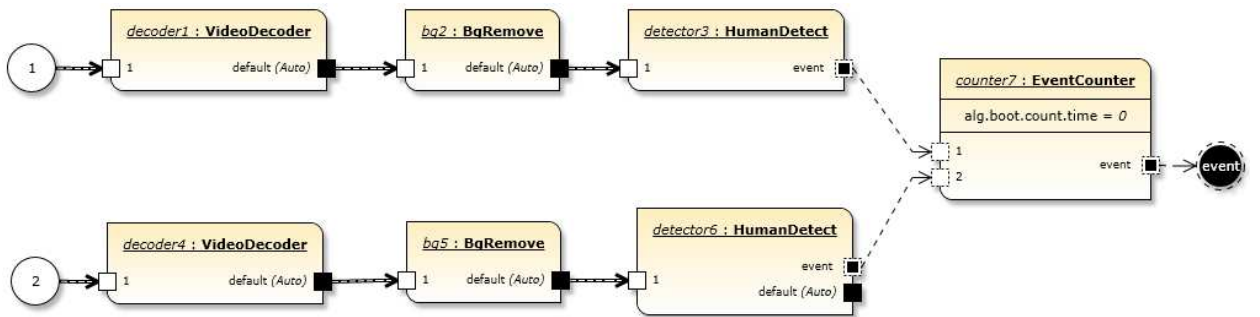 decoder1 : VideoDecoder
1
1
default (Auto)
bg2 : BgRemove
1
default (Auto)
detector3 : HumanDetect
1
event
counter7 : EventCounter
alg.boot.count.time = 0
1
2
event
event
decoder4 : VideoDecoder
2
1
default (Auto)
bg5 : BgRemove
1
default (Auto)
detector6 : HumanDetect
1
event
default (Auto)